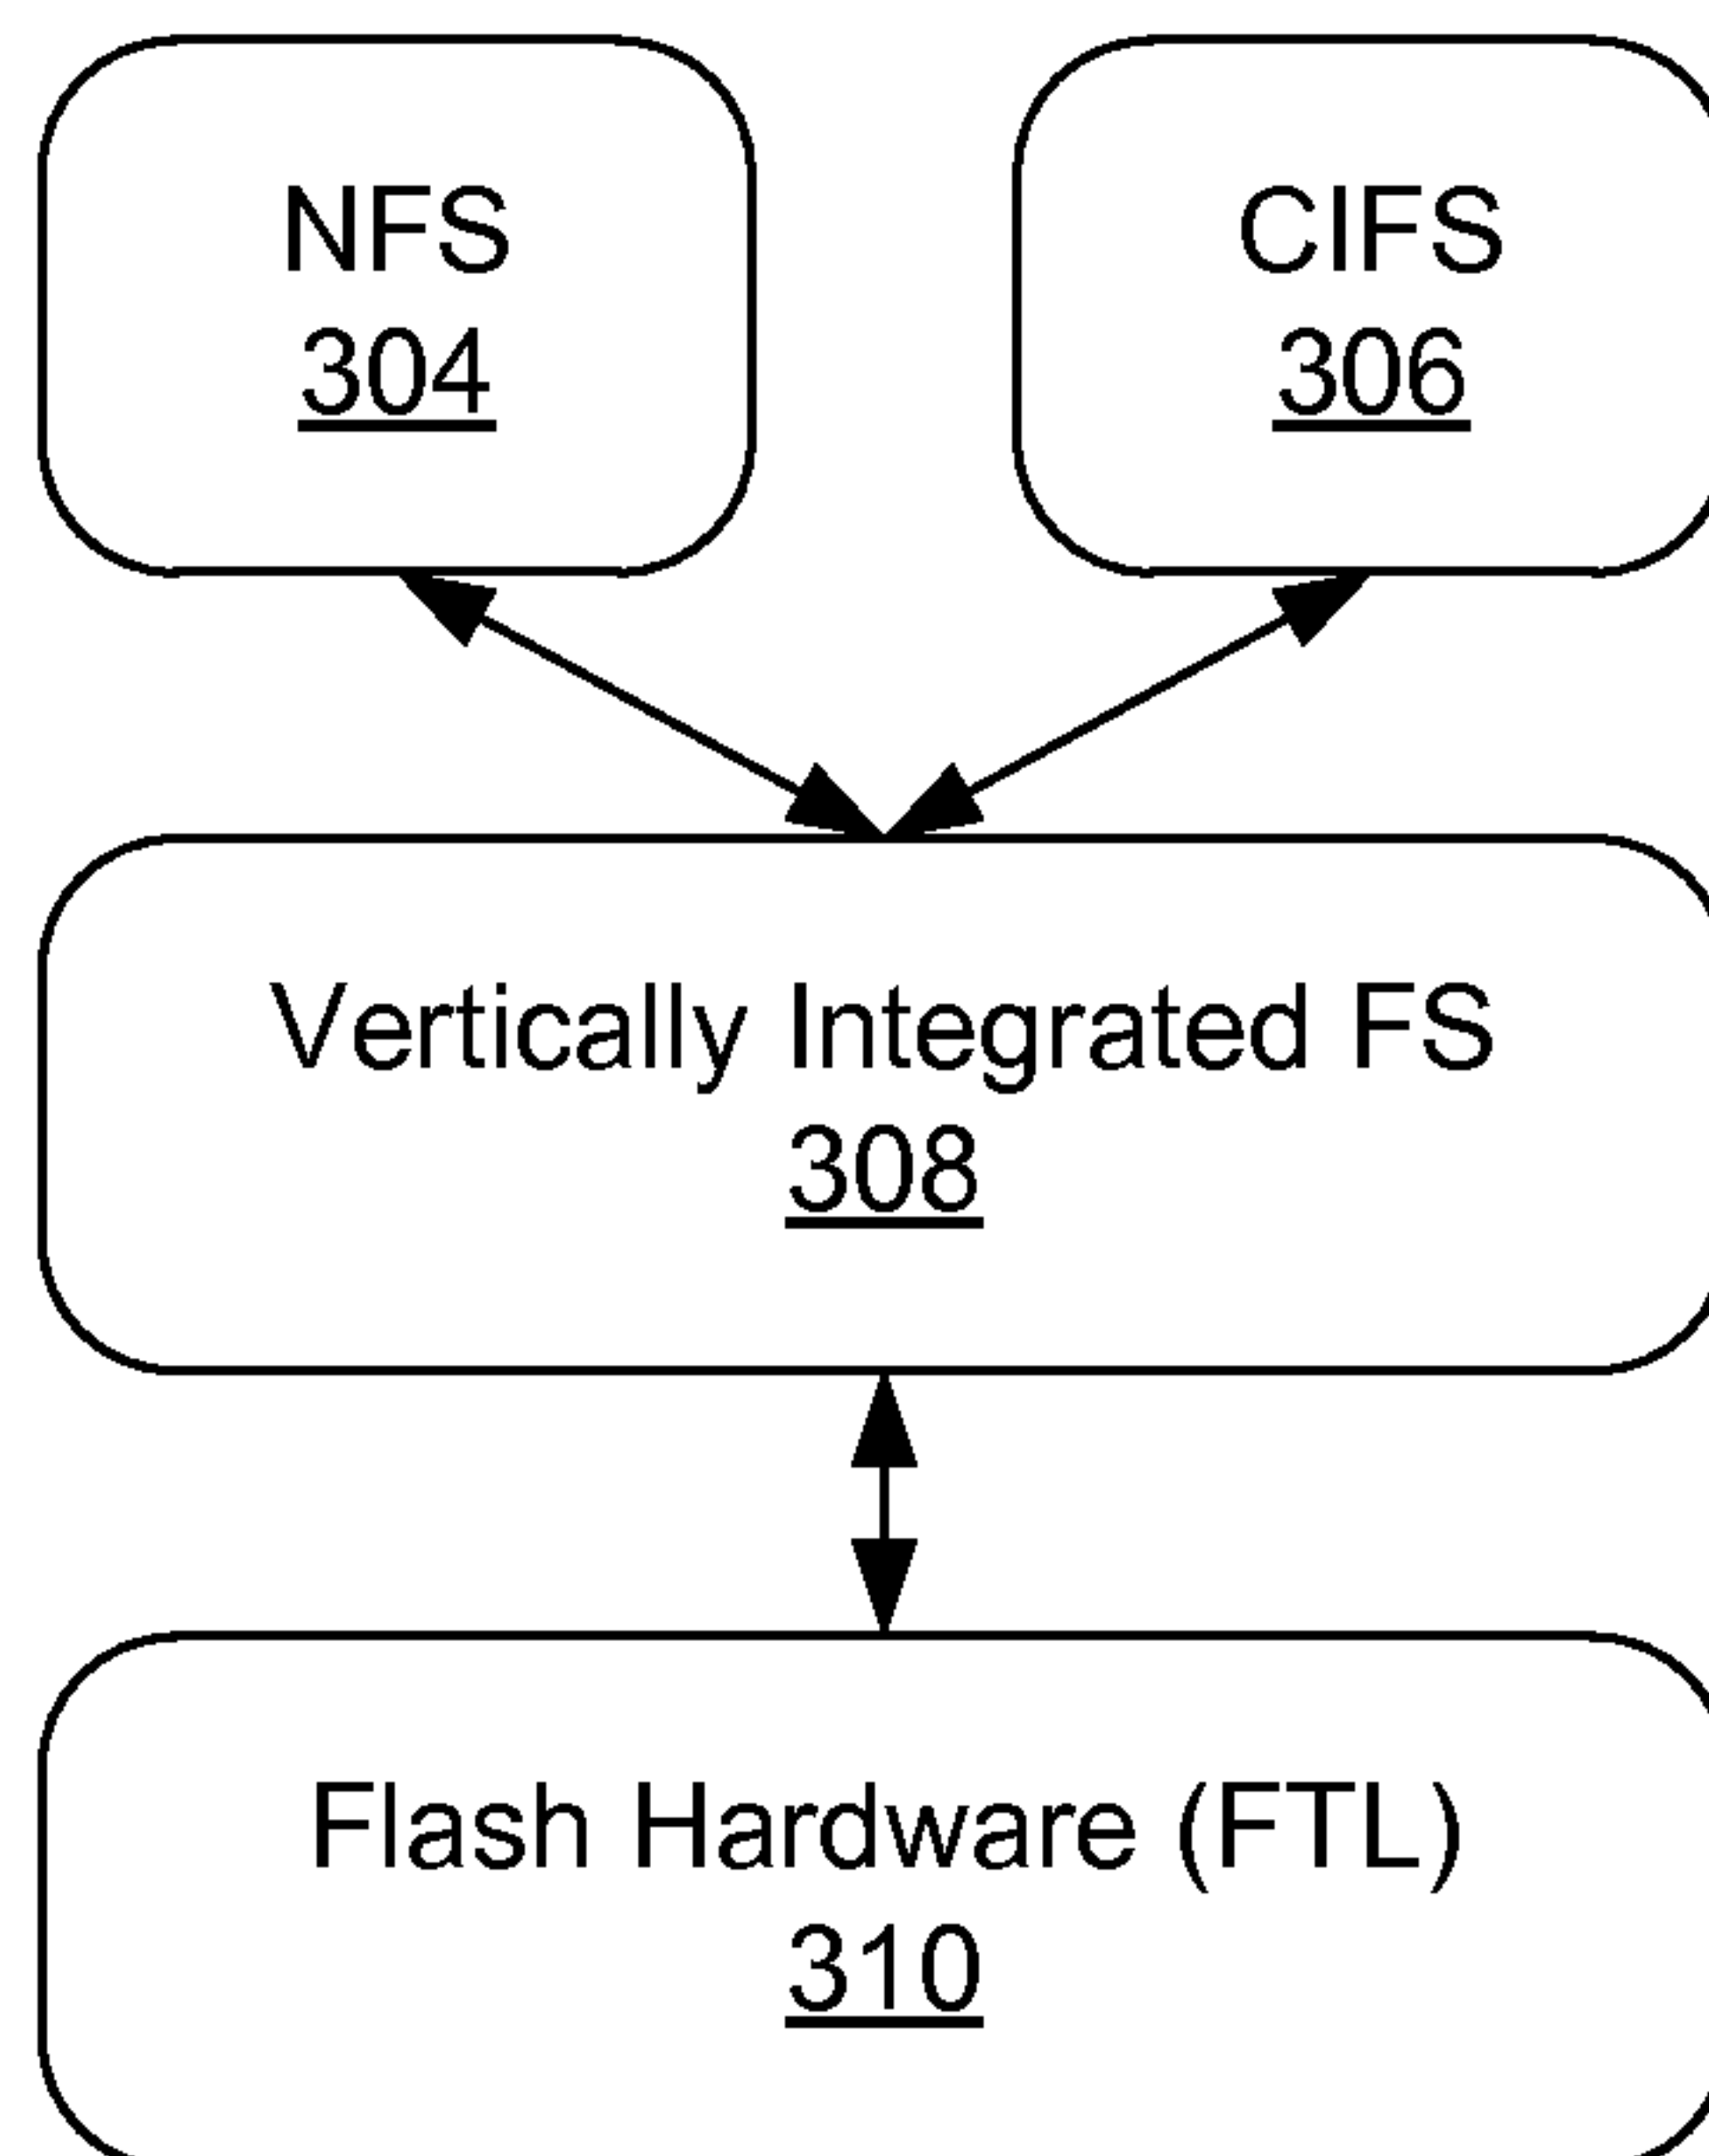 NFS
304
CIFS
306
Vertically Integrated FS
308
Flash Hardware (FTL)
310